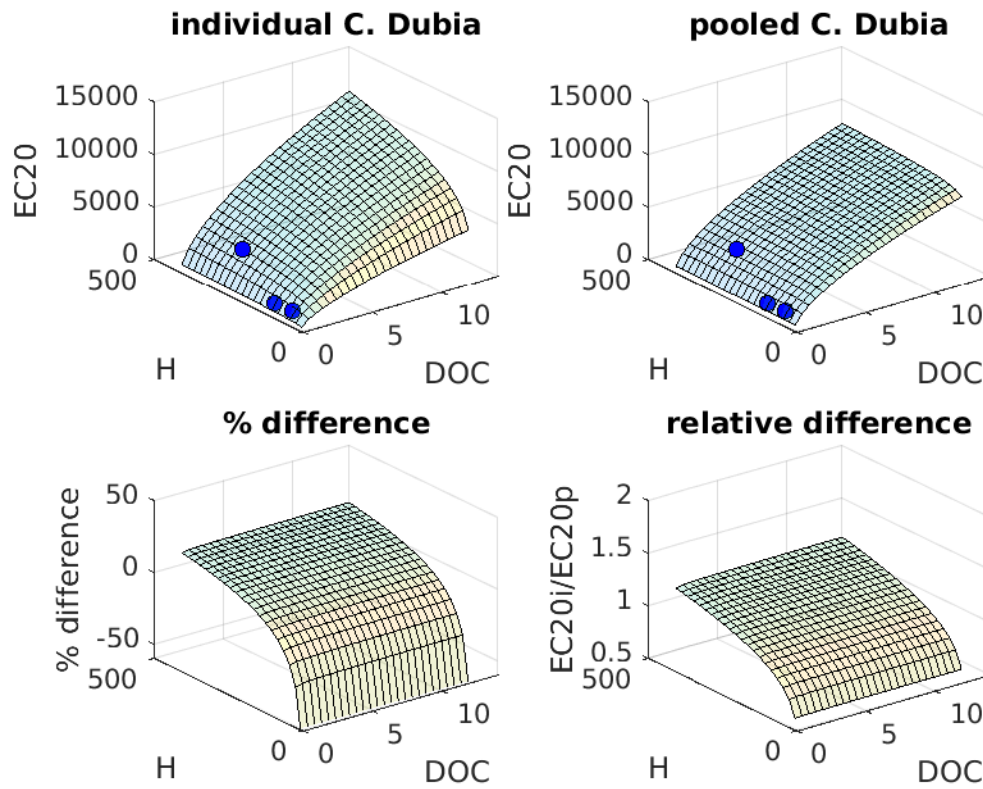 individual C. Dubia
15000
10000
5000
0
500
EC20
H
0
0
5
10
DOC
pooled C. Dubia
15000
10000
5000
0
500
EC20
H
0
0
5
10
DOC
% difference
50
0
-50
500
% difference
H
0
0
5
10
DOC
relative difference
2
1.5
1
0.5
500
EC20i/EC20p
H
0
0
5
10
DOC